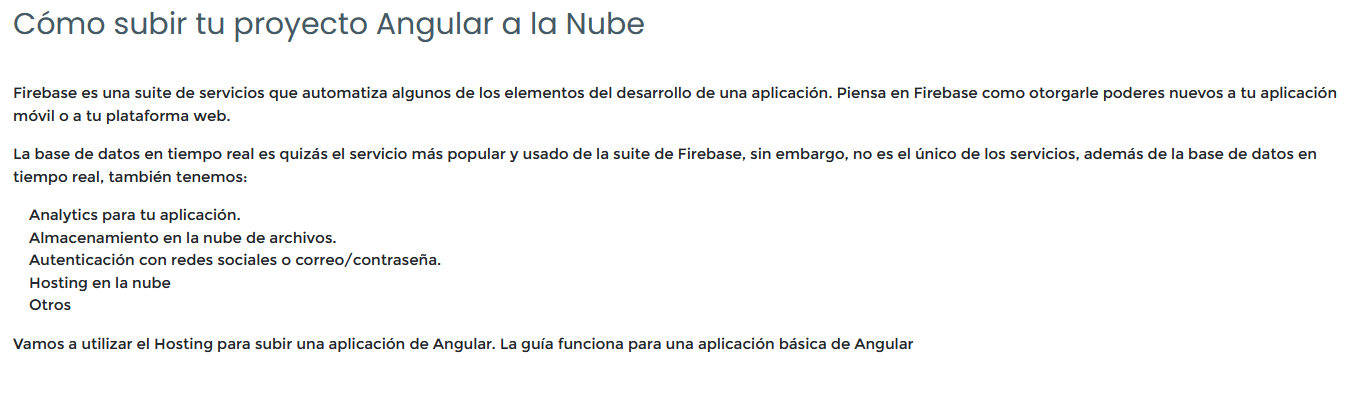 Cómo subir tu proyecto Angular a la Nube
Firebase es una suite de servicios que automatiza algunos de los elementos del desarrollo de una aplicación. Piensa en Firebase como otorgarle poderes nuevos a tu aplicación
móvil o a tu plataforma web.
La base de datos en tiempo real es quizás el servicio más popular y usado de la suite de Firebase, sin embargo, no es el único de los servicios, además de la base de datos en
tiempo real, también tenemos:
Analytics para tu aplicación.
Almacenamiento en la nube de archivos.
Autenticación con redes sociales o correo/contraseña.
Hosting en la nube
Otros
Vamos a utilizar el Hosting para subir una aplicación de Angular. La guía funciona para una aplicación básica de Angular